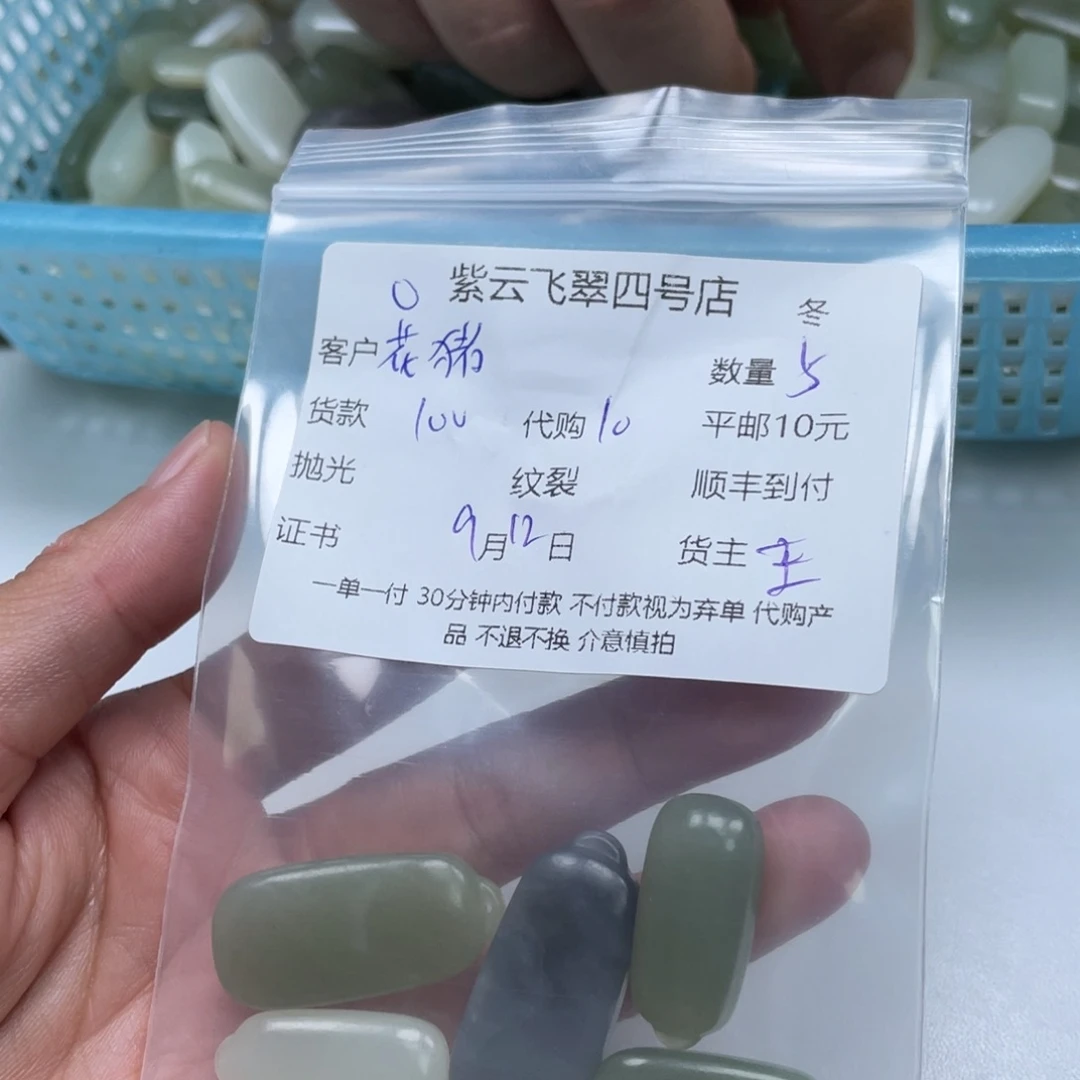 紫云飞翠四号店 冬
O
客户 花猪 数量 5
货款 100 代购 10 平邮10元
抛光 纹裂 顺丰到付
证书 9月12日 货主 王
一单一付 30分钟内付款 不付款视为弃单 代购产
品 不退不换 介意慎拍